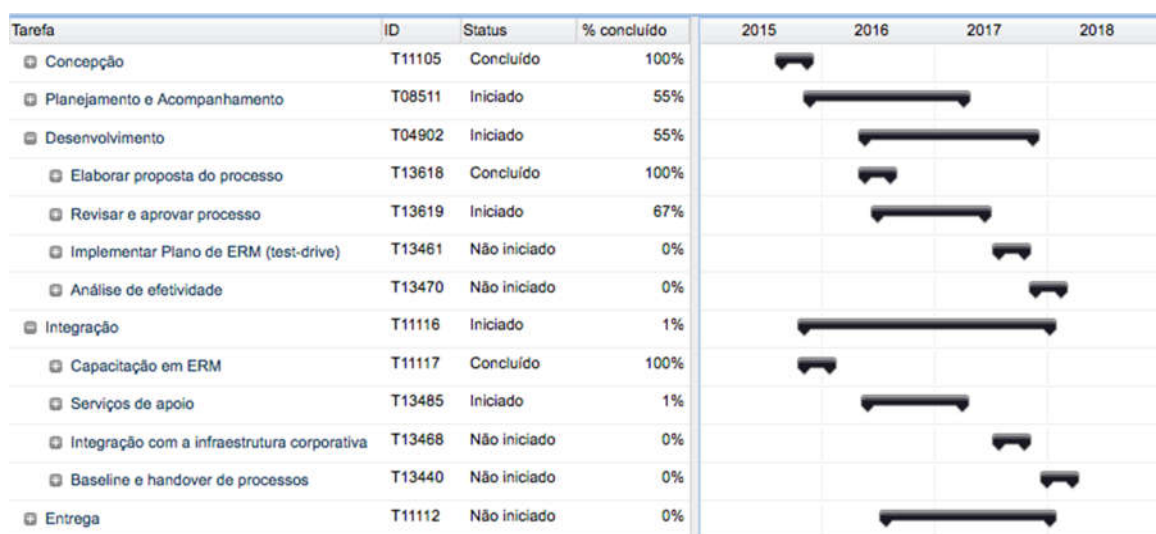 Tarefa ID Status % concluído 2015 2016 2017 2018
Concepção T11105 Concluído 100%
Planejamento e Acompanhamento T08511 Iniciado 55%
Desenvolvimento T04902 Iniciado 55%
Elaborar proposta do processo T13618 Concluído 100%
Revisar e aprovar processo T13619 Iniciado 67%
Implementar Plano de ERM (test-drive) T13461 Não iniciado 0%
Análise de efetividade T13470 Não iniciado 0%
Integração T11116 Iniciado 1%
Capacitação em ERM T11117 Concluído 100%
Serviços de apoio T13485 Iniciado 1%
Integração com a infraestrutura corporativa T13468 Não iniciado 0%
Baseline e handover de processos T13440 Não iniciado 0%
Entrega T11112 Não iniciado 0%